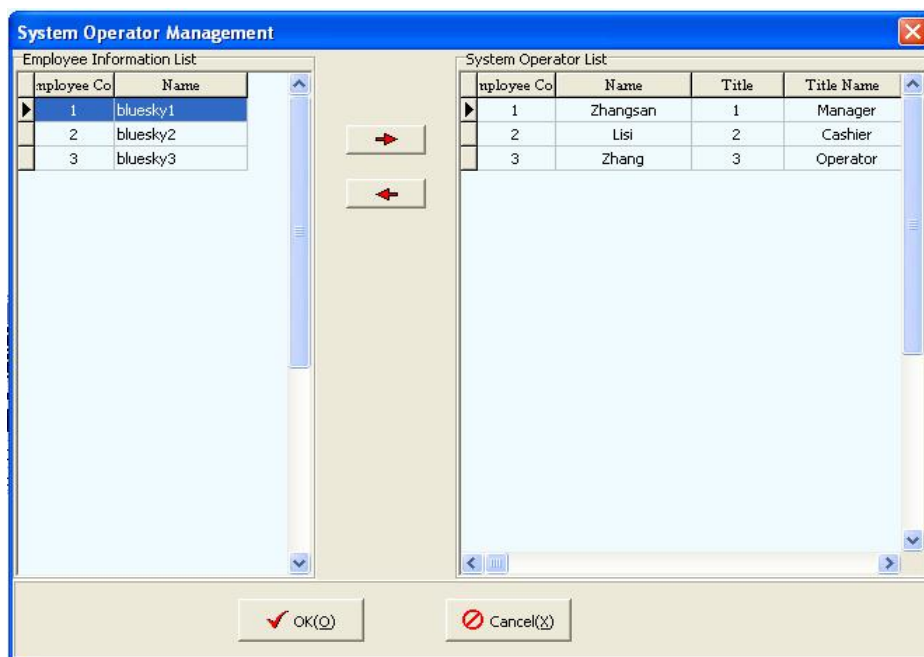 System Operator Management
Employee Information List
System Operator List
mployee Co Name
mployee Co Name Title Title Name
1 bluesky1
1 Zhangsan 1 Manager
2 bluesky2
2 Lisi 2 Cashier
3 bluesky3
3 Zhang 3 Operator
OK(O)
Cancel(X)